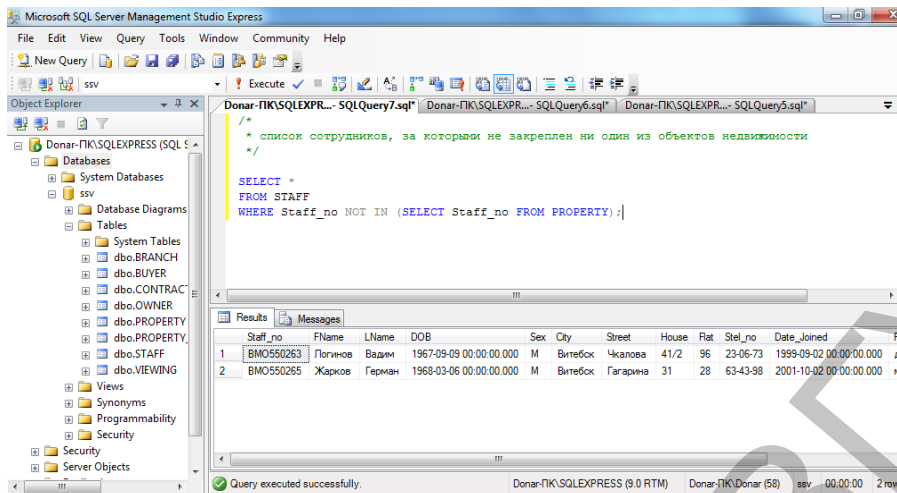 Microsoft SQL Server Management Studio Express
File Edit View Query Tools Window Community Help
New Query
ssv Execute
Object Explorer
Donar-ПК\SQLEXPR...- SQLQuery7.sql* Donar-ПК\SQLEXPR...- SQLQuery6.sql* Donar-ПК\SQLEXPR...- SQLQuery5.sql*
Donar-ПК\SQLEXPRESS (SQL S
Databases
System Databases
ssv
Database Diagrams
Tables
System Tables
dbo.BRANCH
dbo.BUYER
dbo.CONTRAC
dbo.OWNER
dbo.PROPERTY
dbo.PROPERTY_
dbo.STAFF
dbo.VIEWING
Views
Synonyms
Programmability
Security
Security
Server Objects
/*
* список сотрудников, за которыми не закреплен ни один из объектов недвижимости
*/
SELECT *
FROM STAFF
WHERE Staff_no NOT IN (SELECT Staff_no FROM PROPERTY);
Results Messages
Staff_no FName LName DOB Sex City Street House Flat Stel_no Date_Joined
1 BMO550263 Логинов Вадим 1967-09-09 00:00:00.000 М Витебск Чкалова 41/2 96 23-06-73 1999-09-02 00:00:00.000
2 BMO550265 Жарков Герман 1968-03-06 00:00:00.000 М Витебск Гагарина 31 28 63-43-98 2001-10-02 00:00:00.000
Query executed successfully. Donar-ПК\SQLEXPRESS (9.0 RTM) Donar-ПК\Donar (58) ssv 00:00:00 2 row